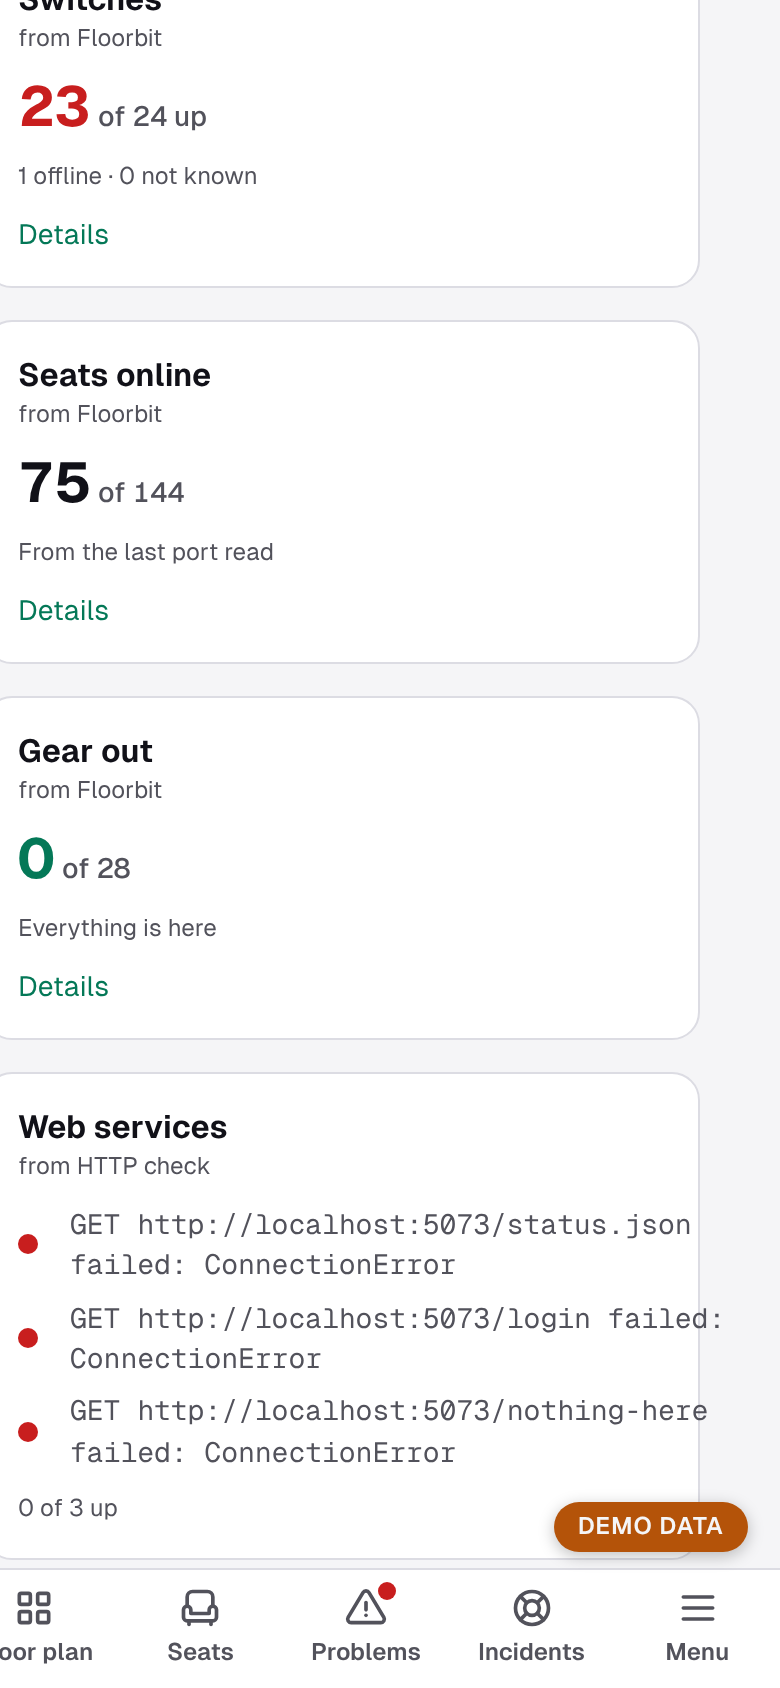 Switches
from Floorbit
23 of 24 up
1 offline · 0 not known
Details
Seats online
from Floorbit
75 of 144
From the last port read
Details
Gear out
from Floorbit
0 of 28
Everything is here
Details
Web services
from HTTP check
GET http://localhost:5073/status.json
failed: ConnectionError
GET http://localhost:5073/login failed:
ConnectionError
GET http://localhost:5073/nothing-here
failed: ConnectionError
0 of 3 up
DEMO DATA
oor plan
Seats
Problems
Incidents
Menu